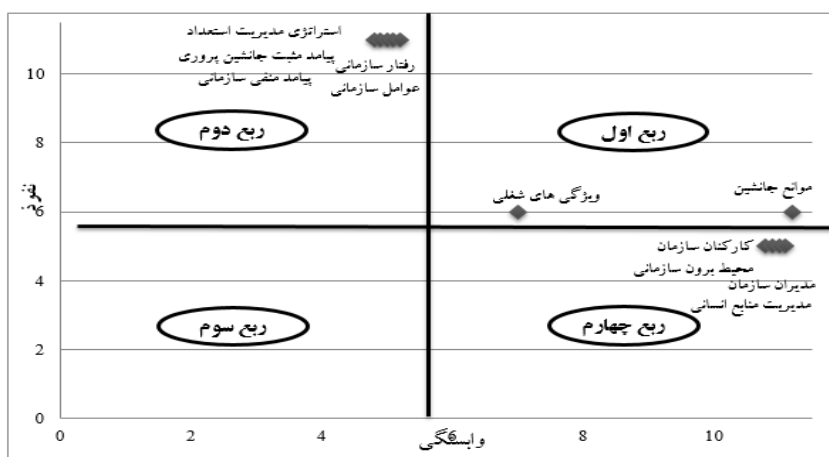 استراتژی مدیریت استعداد
پیامد مثبت جانشین پروری
رفتار سازمانی
پیامد منفی سازمانی
عوامل سازمانی
10
ربع دوم
ربع اول
8
نفوذ
موانع جانشین
ویژگی های شغلی
6
کارکنان سازمان
محیط برون سازمانی
مدیران سازمان
مدیریت منابع انسانی
4
ربع سوم
ربع چهارم
2
0
0 2 4 6 8 10
وابستگی